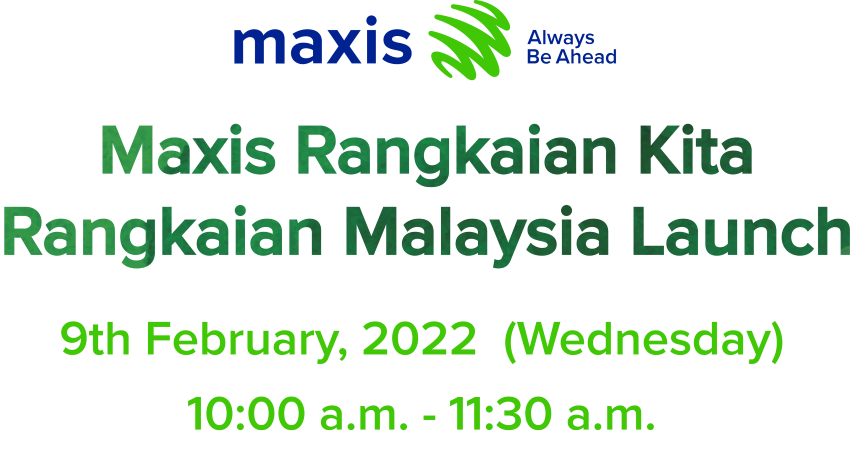 maxis
Always
Be Ahead
Maxis Rangkaian Kita
Rangkaian Malaysia Launch
9th February, 2022 (Wednesday)
10:00 a.m. - 11:30 a.m.